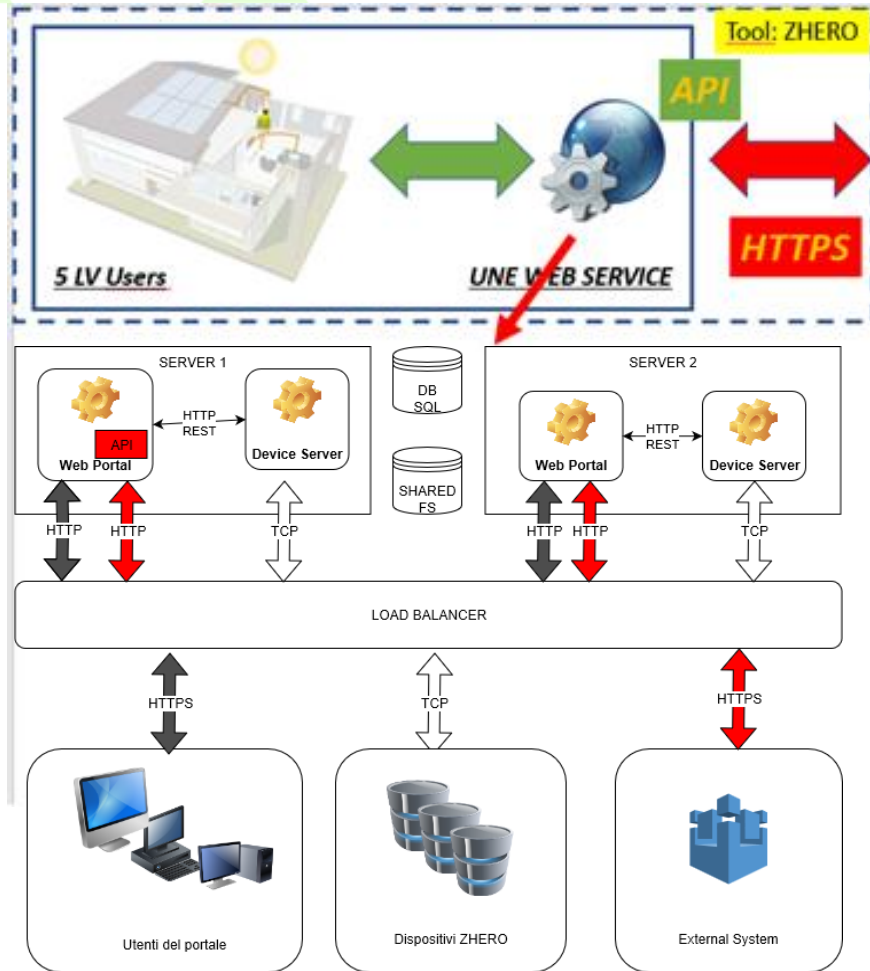 Tool: ZHERO
API
HTTPS
5 LV Users
UNE WEB SERVICE
SERVER 1
SERVER 2
DB
SQL
HTTP
REST
API
Web Portal
Device Server
SHARED
FS
HTTP
REST
Web Portal
Device Server
HTTP
HTTP
TCP
HTTP
HTTP
TCP
LOAD BALANCER
HTTPS
TCP
HTTPS
Utenti del portale
Dispositivi ZHERO
External System